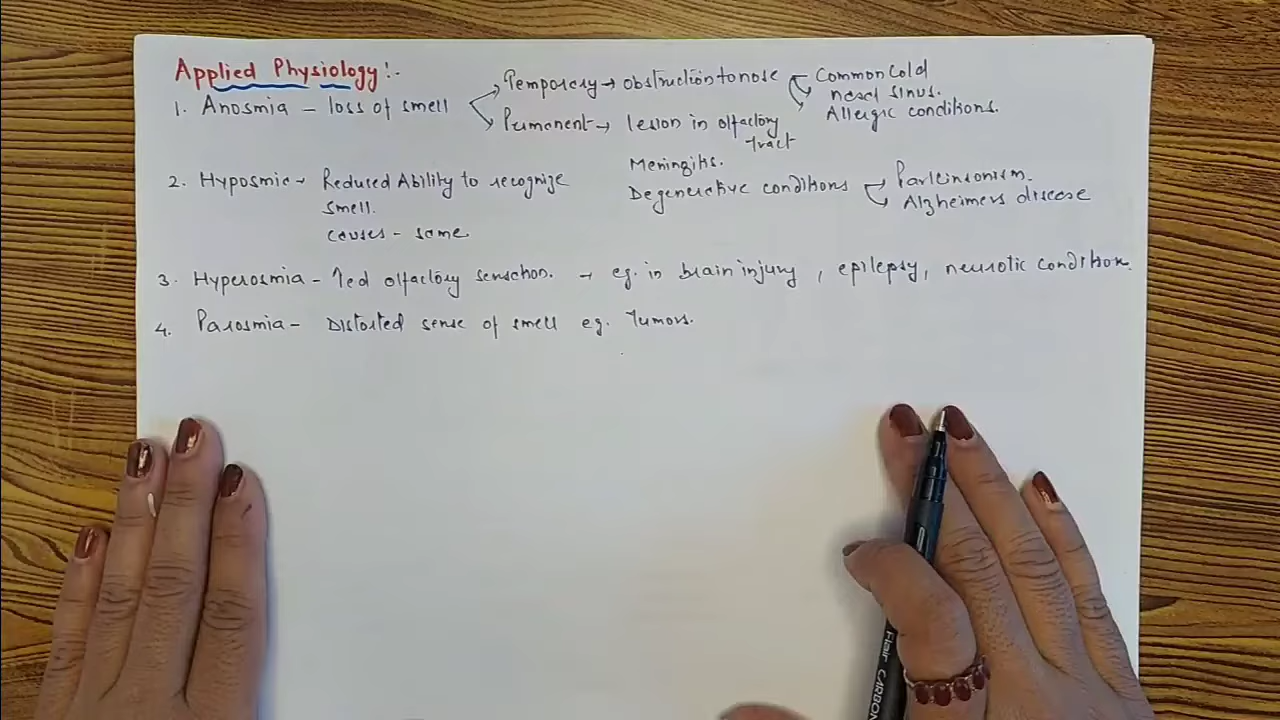 Applied Physiology :-
1. Anosmia - loss of smell → Temporary → obstruction to nose → Common Cold
nasal sinus.
Allergic conditions.
→ Permanent → lesion in olfactory
tract
Meningitis.
Degenerative conditions → Parkinsonism.
→ Alzheimers disease
2. Hyposmia → Reduced Ability to recognize
smell.
causes - same.
3. Hyperosmia - ↑ed olfactory sensation. → eg. in brain injury, epilepsy, neurotic condition.
4. Parosmia - Distorted sense of smell eg. Tumors.
Flair CARBON